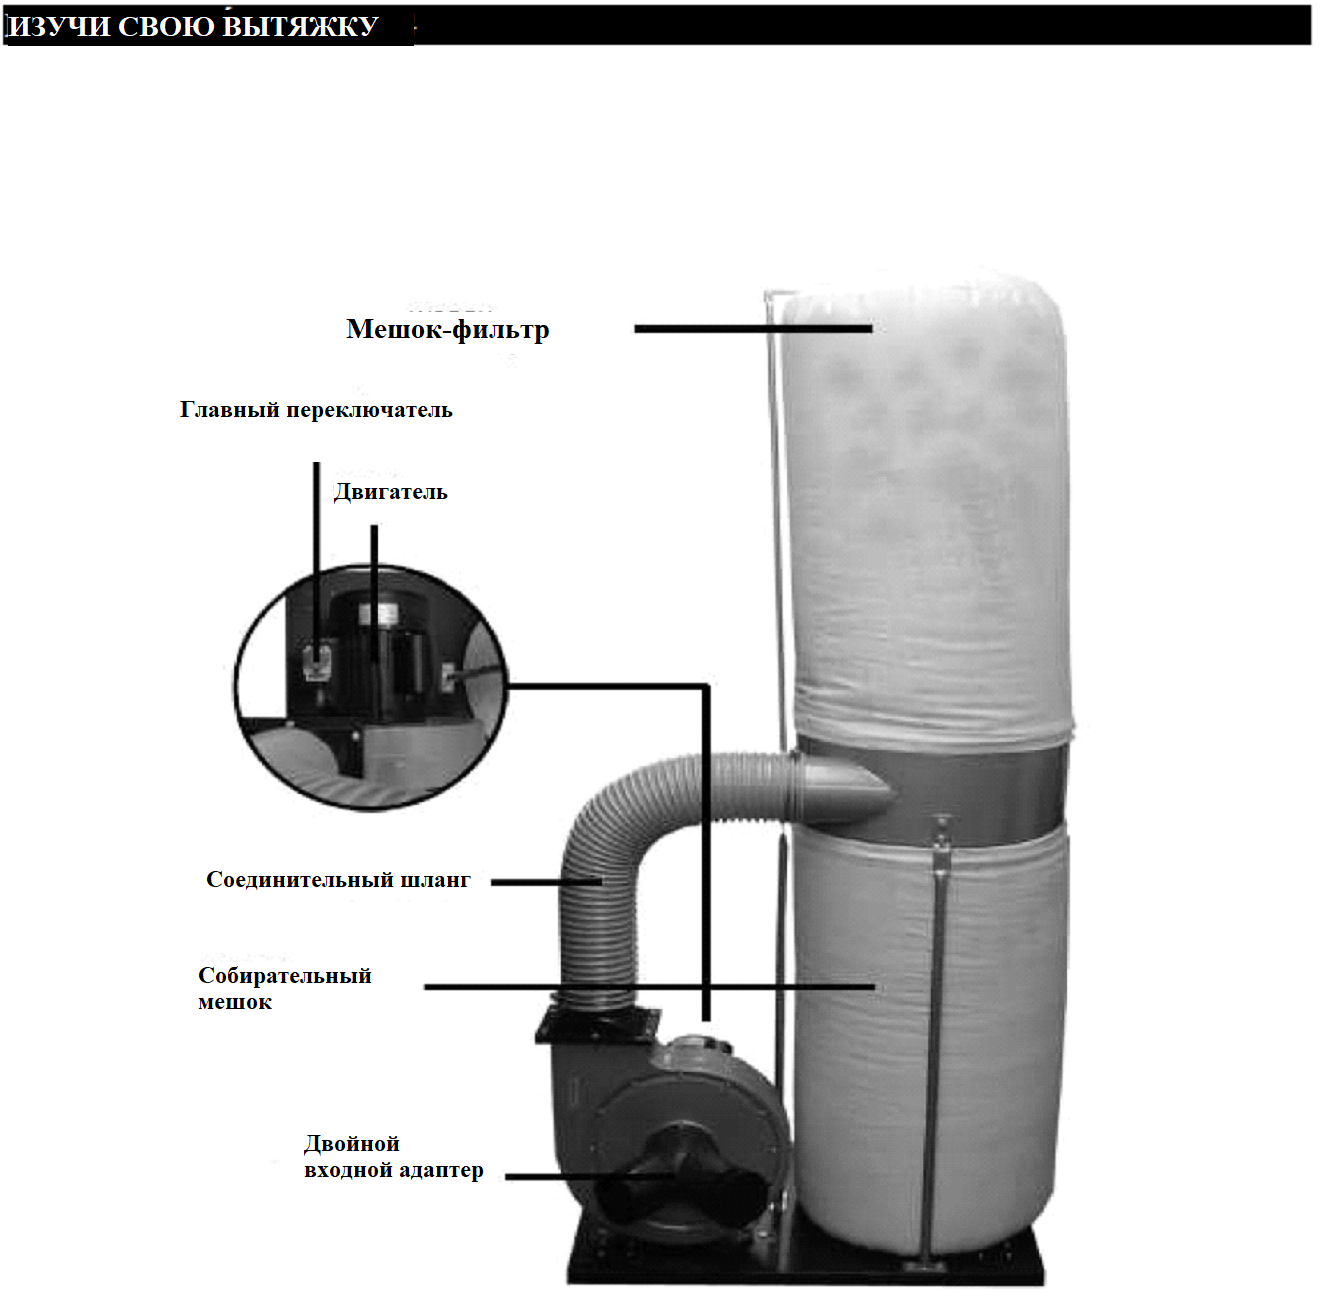 ИЗУЧИ СВОЮ ВЫТЯЖКУ
Мешок-фильтр
Главный переключатель
Двигатель
Соединительный шланг
Собирательный
мешок
Двойной
входной адаптер